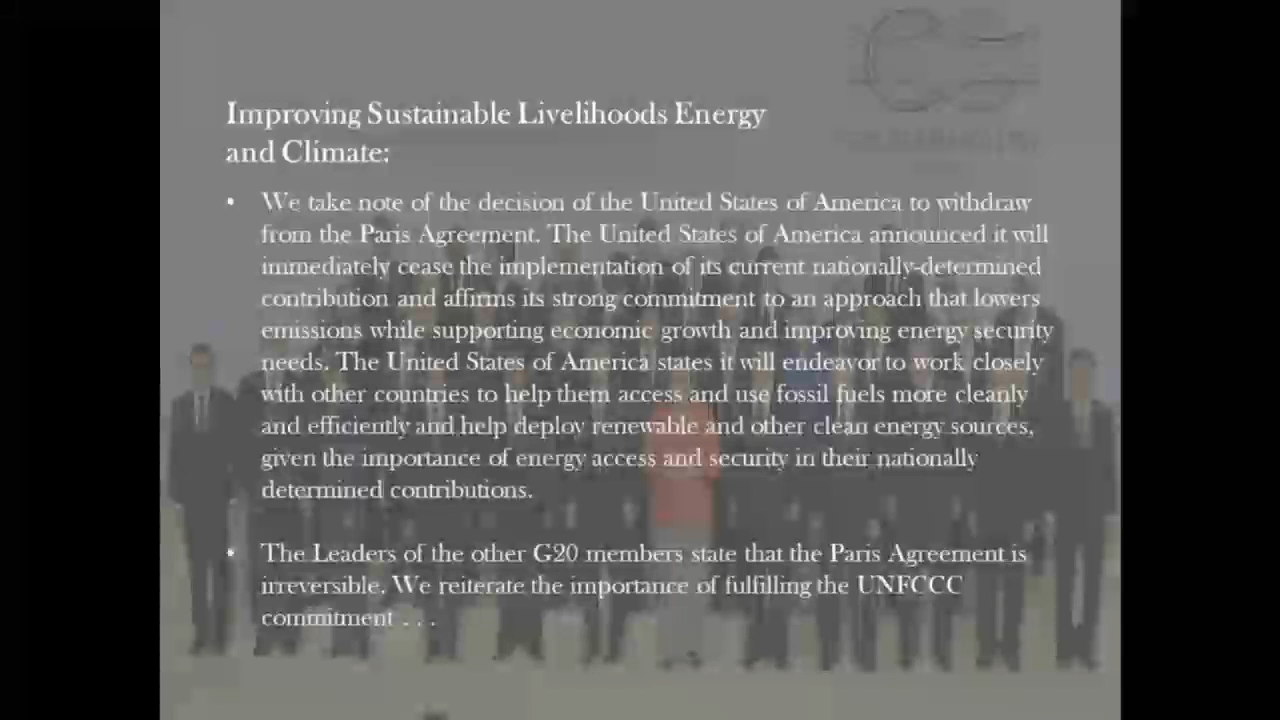 Improving Sustainable Livelihoods Energy
and Climate:
• We take note of the decision of the United States of America to withdraw
from the Paris Agreement. The United States of America announced it will
immediately cease the implementation of its current nationally-determined
contribution and affirms its strong commitment to an approach that lowers
emissions while supporting economic growth and improving energy security
needs. The United States of America states it will endeavor to work closely
with other countries to help them access and use fossil fuels more cleanly
and efficiently and help deploy renewable and other clean energy sources,
given the importance of energy access and security in their nationally
determined contributions.
• The Leaders of the other G20 members state that the Paris Agreement is
irreversible. We reiterate the importance of fulfilling the UNFCCC
commitment . . .